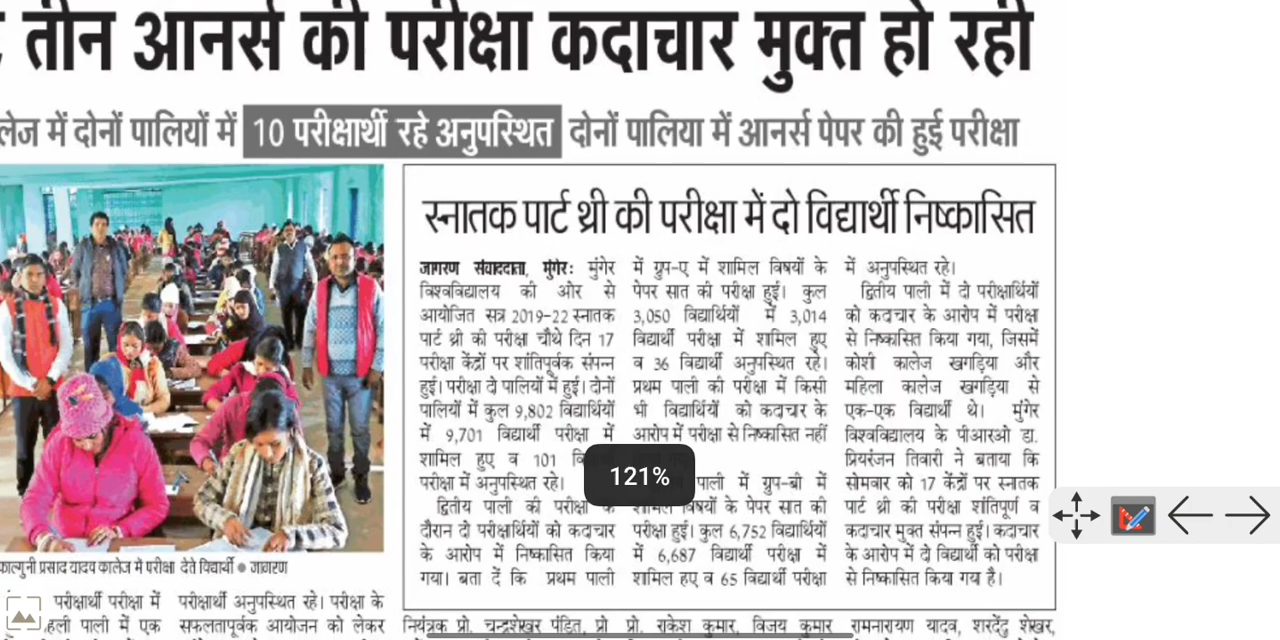 तीन आनर्स की परीक्षा कदाचार मुक्त हो रही
लेज में दोनों पालियों में 10 परीक्षार्थी रहे अनुपस्थित दोनों पालिया में आनर्स पेपर की हुई परीक्षा
स्नातक पार्ट थ्री की परीक्षा में दो विद्यार्थी निष्कासित
जागरण संवाददाता, मुंगेर: मुंगेर
विश्वविद्यालय की ओर से
आयोजित सत्र 2019-22 स्नातक
पार्ट थ्री की परीक्षा चौथे दिन 17
परीक्षा केंद्रों पर शांतिपूर्वक संपन्न
हुई। परीक्षा दो पालियों में हुई। दोनों
पालियों में कुल 9,802 विद्यार्थियों
में 9,701 विद्यार्थी परीक्षा में
शामिल हुए व 101
परीक्षा में अनुपस्थित रहे।
द्वितीय पाली की परीक्षा के
दौरान दो परीक्षार्थियों को कदाचार
के आरोप में निष्कासित किया
गया। बता दें कि प्रथम पाली
में ग्रुप-ए में शामिल विषयों के
पेपर सात की परीक्षा हुई। कुल
3,050 विद्यार्थियों में 3,014
विद्यार्थी परीक्षा में शामिल हुए
व 36 विद्यार्थी अनुपस्थित रहे।
प्रथम पाली की परीक्षा में किसी
भी विद्यार्थियों को कदाचार के
आरोप में परीक्षा से निष्कासित नहीं
पाली में ग्रुप-बी में
शामिल विषयों के पेपर सात की
परीक्षा हुई। कुल 6,752 विद्यार्थियों
में 6,687 विद्यार्थी परीक्षा में
शामिल हुए व 65 विद्यार्थी परीक्षा
में अनुपस्थित रहे।
द्वितीय पाली में दो परीक्षार्थियों
को कदाचार के आरोप में परीक्षा
से निष्कासित किया गया, जिसमें
कोशी कालेज खगड़िया और
महिला कालेज खगड़िया से
एक-एक विद्यार्थी थे। मुंगेर
विश्वविद्यालय के पीआरओ डा.
प्रियरंजन तिवारी ने बताया कि
सोमवार को 17 केंद्रों पर स्नातक
पार्ट थ्री की परीक्षा शांतिपूर्ण व
कदाचार मुक्त संपन्न हुई। कदाचार
के आरोप में दो विद्यार्थी को परीक्षा
से निष्कासित किया गया है।
121%
फाल्गुनी प्रसाद यादव कालेज में परीक्षा देते विद्यार्थी ● जागरण
परीक्षार्थी परीक्षा में
पाली में एक
परीक्षार्थी अनुपस्थित रहे। परीक्षा के
सफलतापूर्वक आयोजन को लेकर
नियंत्रक प्रो. चन्द्रशेखर पंडित, प्रो
प्रो. राकेश कुमार, विजय कुमार
रामनारायण यादव, शरदेंदु शेखर,